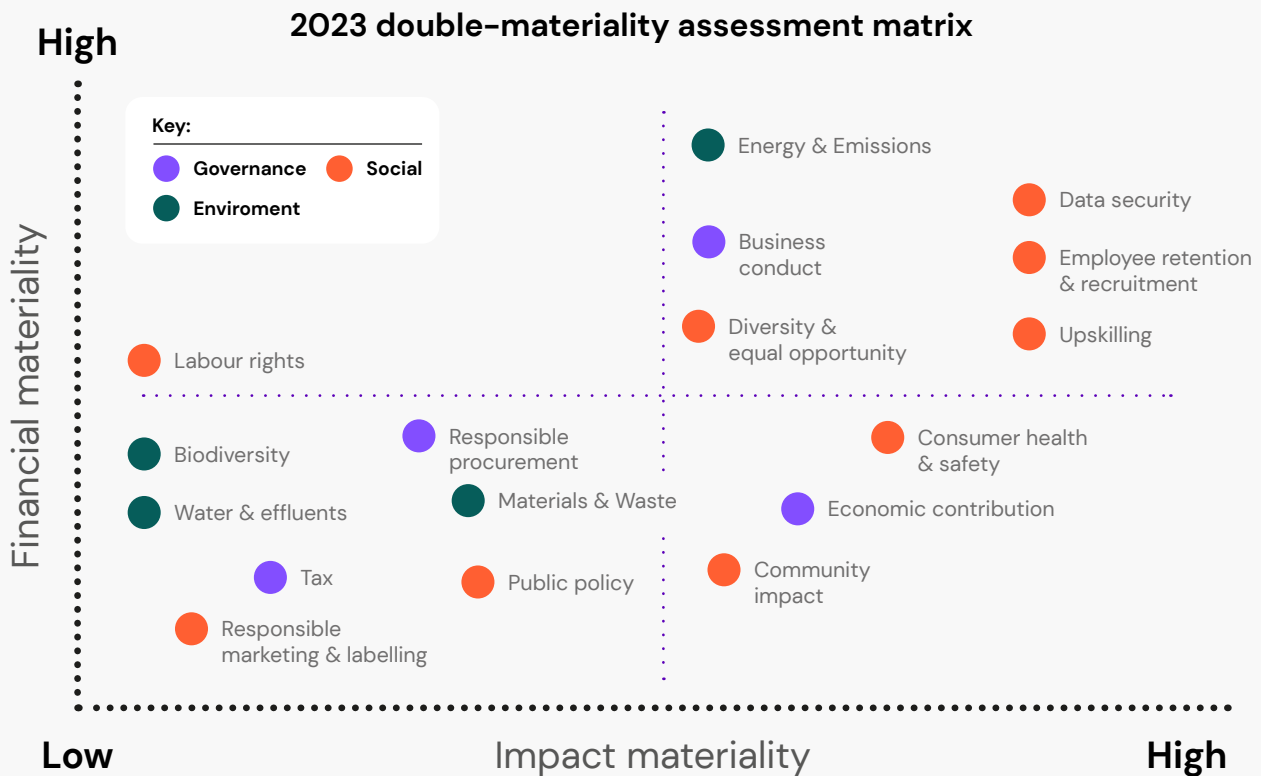 2023 double-materiality assessment matrix
High
Key:
Governance
Social
Enviroment
Energy & Emissions
Data security
Business
conduct
Employee retention
& recruitment
Diversity &
equal opportunity
Upskilling
Labour rights
Financial materiality
Biodiversity
Responsible
procurement
Consumer health
& safety
Water & effluents
Materials & Waste
Economic contribution
Tax
Public policy
Community
impact
Responsible
marketing & labelling
Low
Impact materiality
High